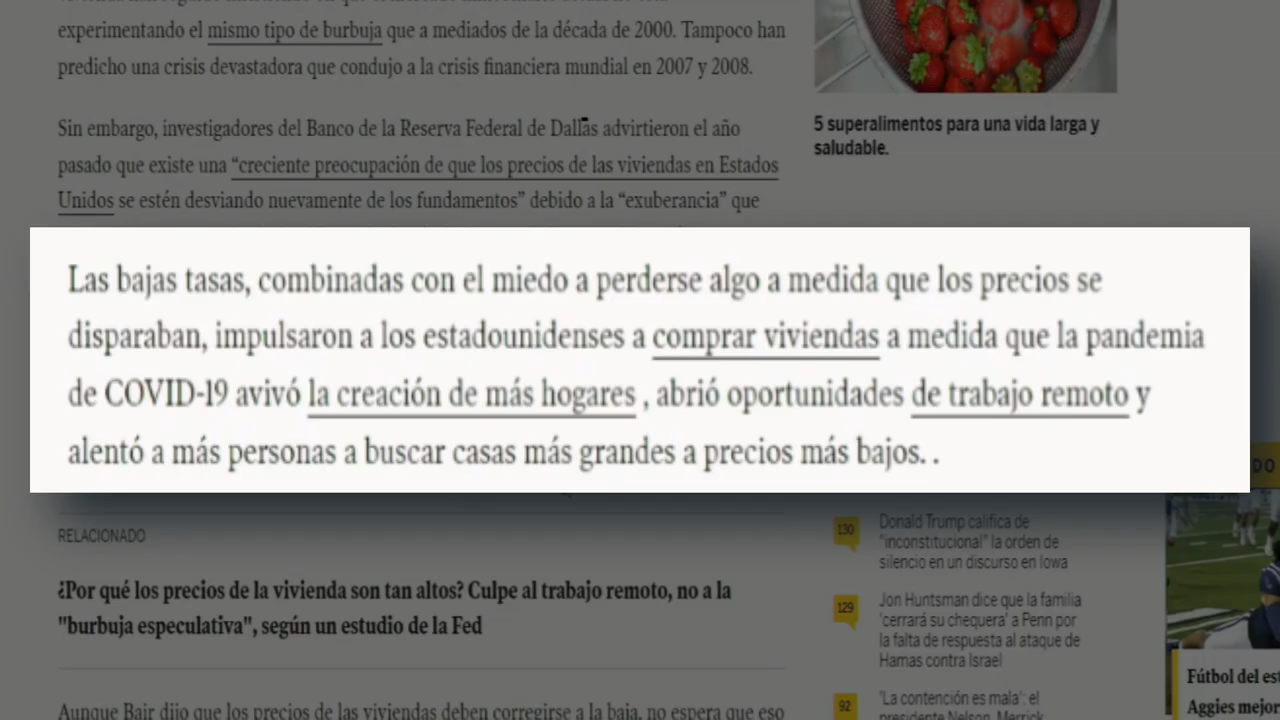 experimentando el mismo tipo de burbuja que a mediados de la década de 2000. Tampoco han
predicho una crisis devastadora que condujo a la crisis financiera mundial en 2007 y 2008.
Sin embargo, investigadores del Banco de la Reserva Federal de Dallas advirtieron el año
pasado que existe una “creciente preocupación de que los precios de las viviendas en Estados
Unidos se estén desviando nuevamente de los fundamentos” debido a la “exuberancia” que
Las bajas tasas, combinadas con el miedo a perderse algo a medida que los precios se
disparaban, impulsaron a los estadounidenses a comprar viviendas a medida que la pandemia
de COVID-19 avivó la creación de más hogares , abrió oportunidades de trabajo remoto y
alentó a más personas a buscar casas más grandes a precios más bajos. .
RELACIONADO
¿Por qué los precios de la vivienda son tan altos? Culpe al trabajo remoto, no a la
"burbuja especulativa", según un estudio de la Fed
Aunque Bair dijo que los precios de las viviendas deben corregirse a la baja, no espera que eso
5 superalimentos para una vida larga y
saludable.
DO
130
Donald Trump califica de
"inconstitucional" la orden de
silencio en un discurso en Iowa
129
Jon Huntsman dice que la familia
'cerrará su chequera' a Penn por
la falta de respuesta al ataque de
Hamas contra Israel
92
'La contención es mala': el
presidente Nelson, Merrick
Fútbol del est
Aggies mejor